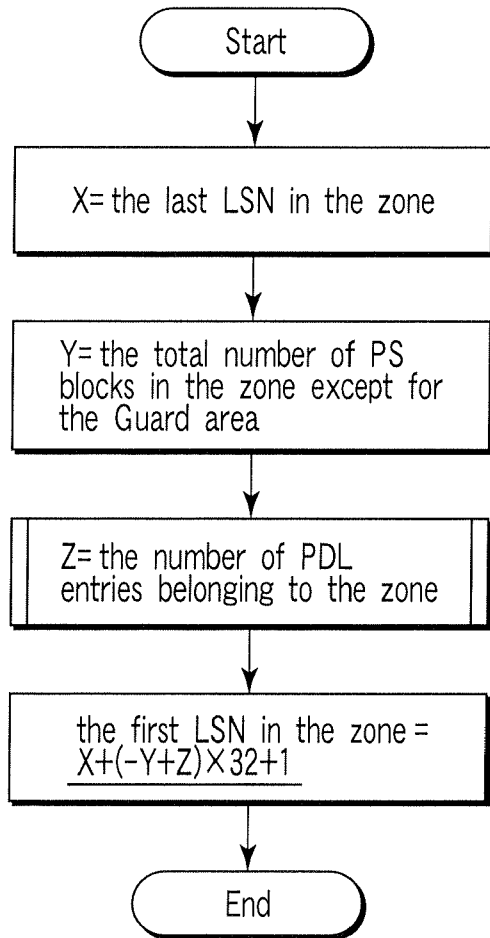 Start
X= the last LSN in the zone
Y= the total number of PS
blocks in the zone except for
the Guard area
Z= the number of PDL
entries belonging to the zone
the first LSN in the zone =
X+(-Y+Z)×32+1
End